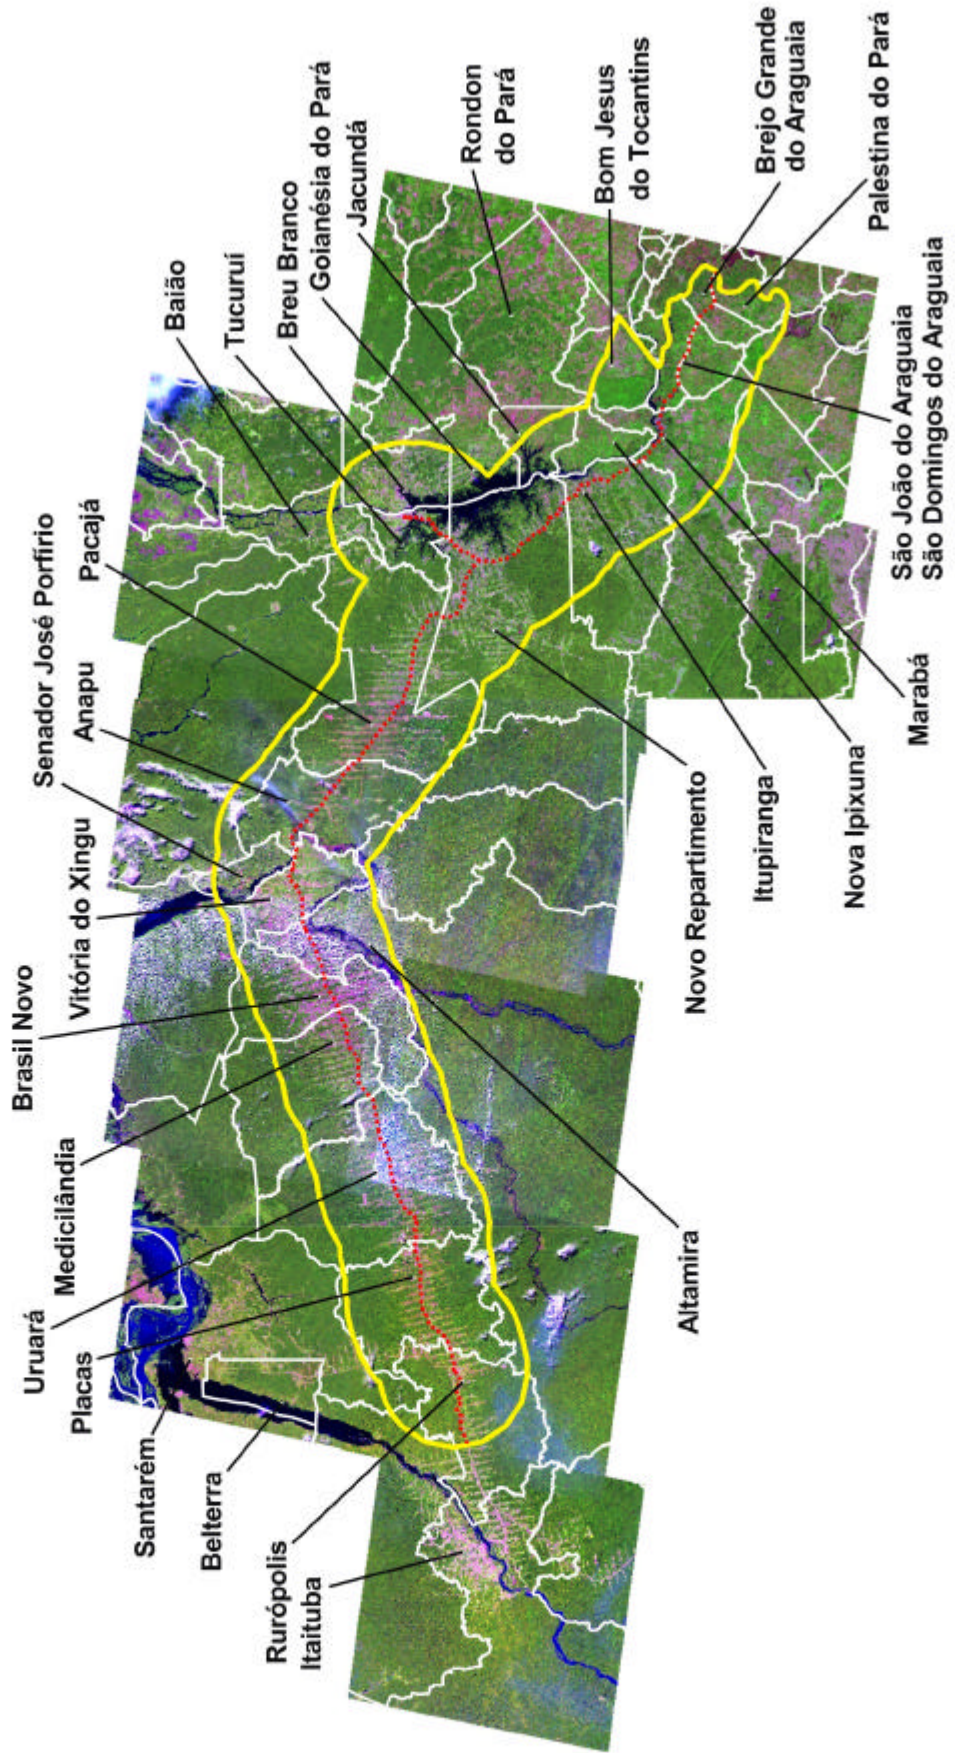 Santarém
Belterra
Rurópolis
Itaituba
Uruará
Placas
Medicilândia
Brasil Novo
Vitória do Xingu
Senador José Porfírio
Anapu
Pacajá
Baião
Tucuruí
Breu Branco
Goianésia do Pará
Jacundá
Rondon
do Pará
Bom Jesus
do Tocantins
Brejo Grande
do Araguaia
Palestina do Pará
São João do Araguaia
São Domingos do Araguaia
Marabá
Nova Ipixuna
Itupiranga
Novo Repartimento
Altamira